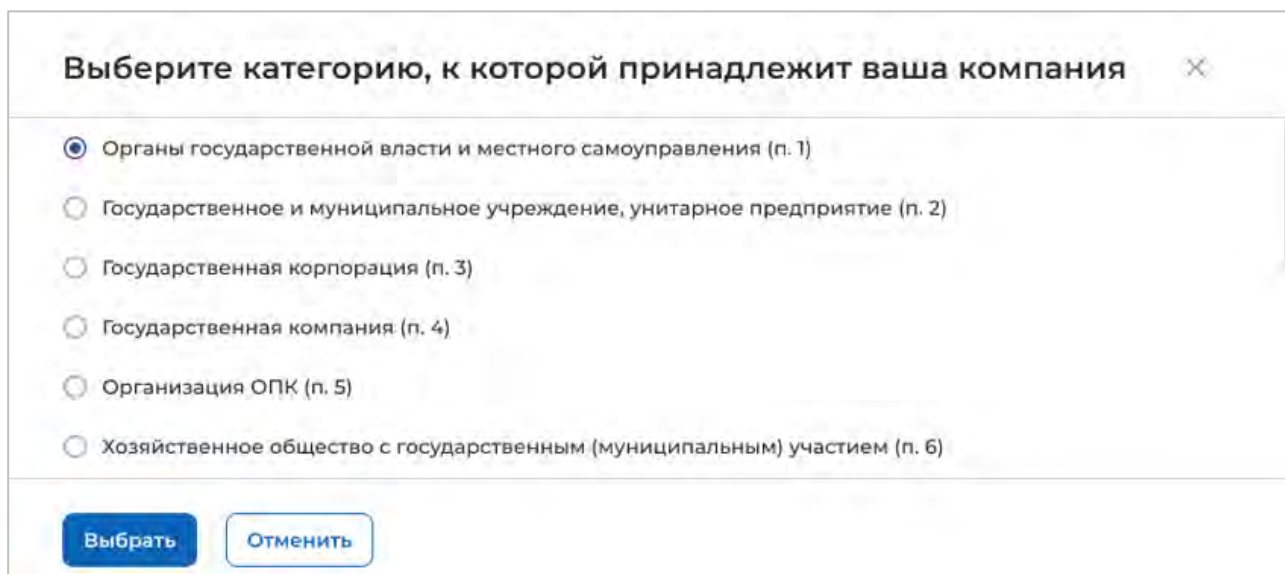 Выберите категорию, к которой принадлежит ваша компания
Органы государственной власти и местного самоуправления (п. 1)
Государственное и муниципальное учреждение, унитарное предприятие (п. 2)
Государственная корпорация (п. 3)
Государственная компания (п. 4)
Организация ОПК (п. 5)
Хозяйственное общество с государственным (муниципальным) участием (п. 6)
Выбрать Отменить